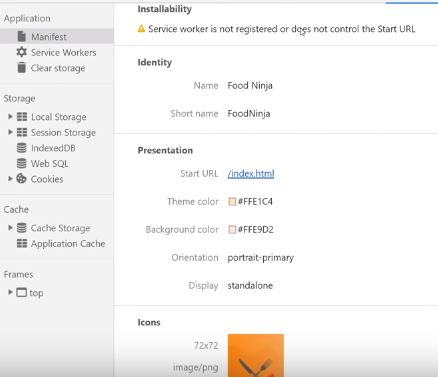 Application
Manifest
Service Workers
Clear storage
Storage
Local Storage
Session Storage
IndexedDB
Web SQL
Cookies
Cache
Cache Storage
Application Cache
Frames
top
Installability
Service worker is not registered or does not control the Start URL
Identity
Name Food Ninja
Short name FoodNinja
Presentation
Start URL /index.html
Theme color #FFE1C4
Background color #FFE9D2
Orientation portrait-primary
Display standalone
Icons
72x72
image/png